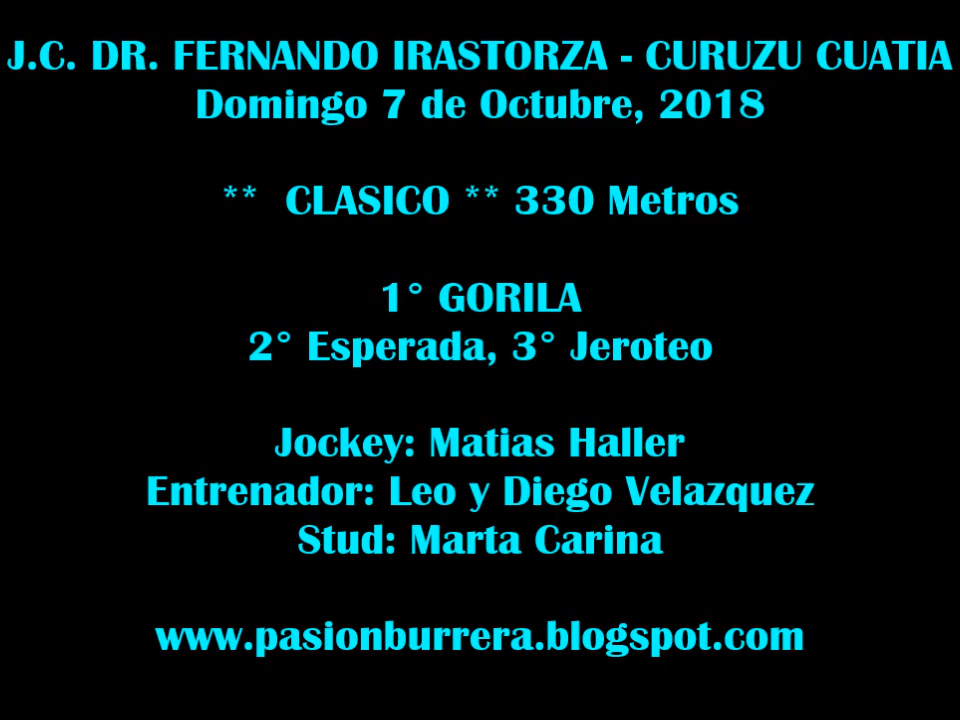 J.C. DR. FERNANDO IRASTORZA - CURUZU CUATIA
Domingo 7 de Octubre, 2018
** CLASICO ** 330 Metros
1° GORILA
2° Esperada, 3° Jeroteo
Jockey: Matias Haller
Entrenador: Leo y Diego Velazquez
Stud: Marta Carina
www.pasionburrera.blogspot.com